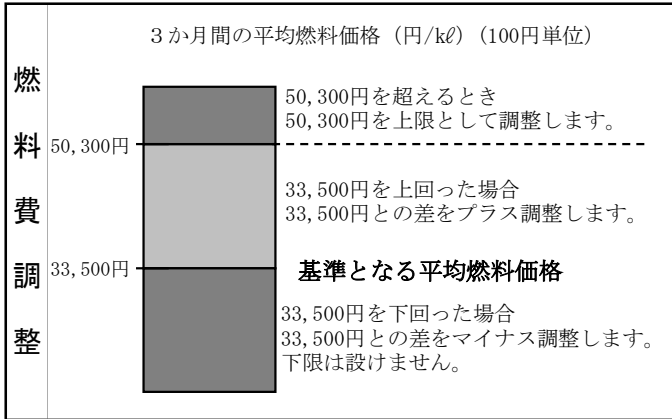 燃料費調整
3か月間の平均燃料価格（円/kℓ）（100円単位）
50,300円を超えるとき
50,300円を上限として調整します。
50,300円
33,500円を上回った場合
33,500円との差をプラス調整します。
33,500円
基準となる平均燃料価格
33,500円を下回った場合
33,500円との差をマイナス調整します。
下限は設けません。